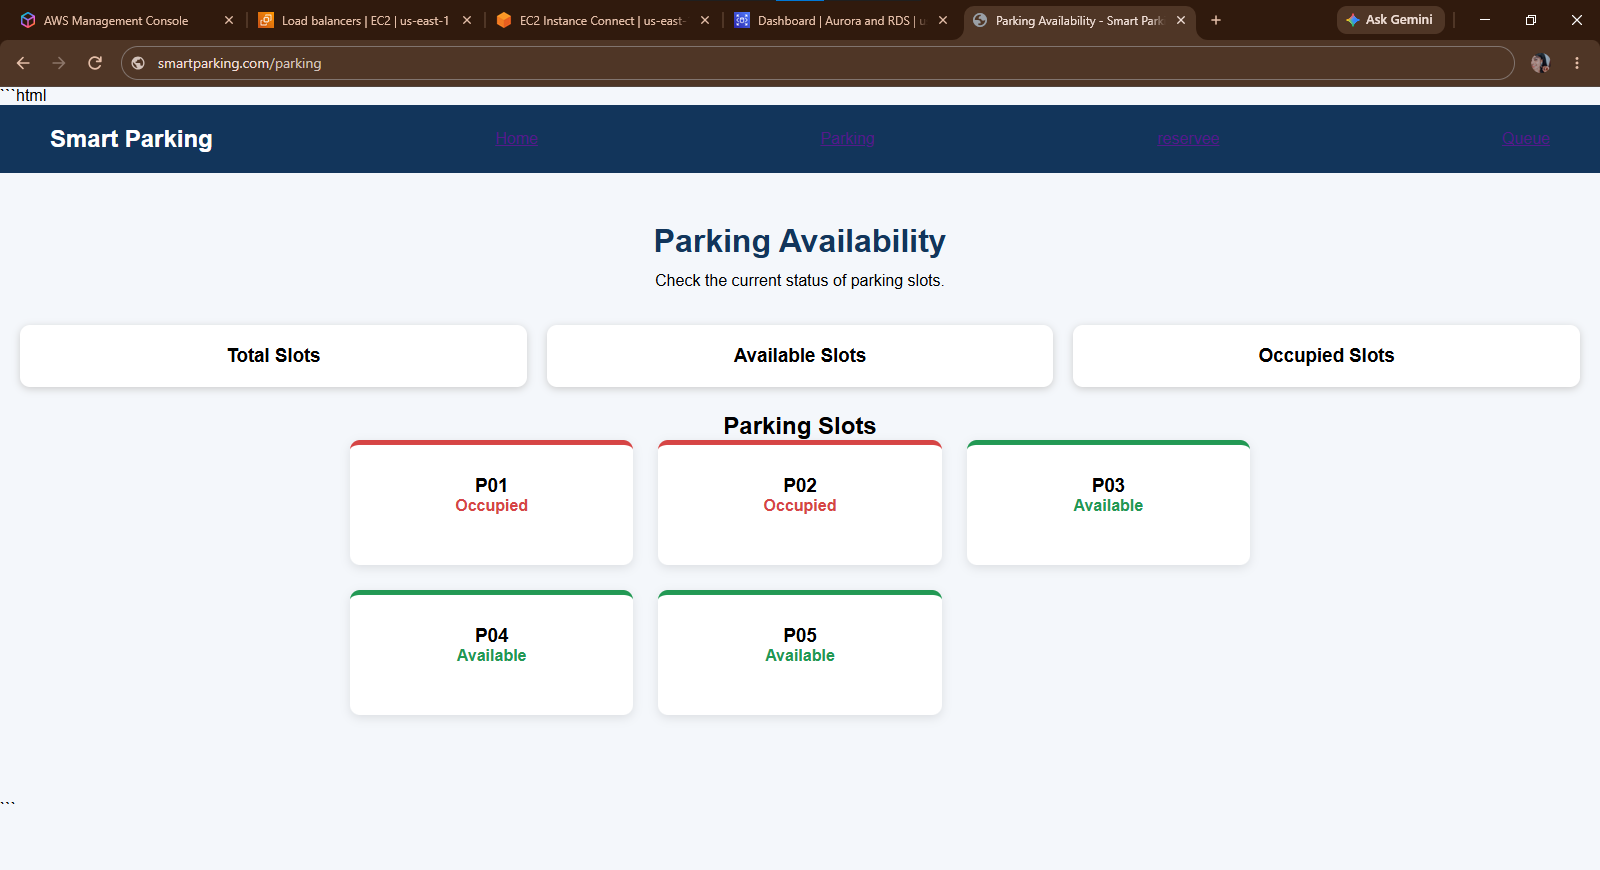 AWS Management Console
Load balancers | EC2 | us-east-1
EC2 Instance Connect | us-east-
Dashboard | Aurora and RDS | u
Parking Availability - Smart Park
Ask Gemini
smartparking.com/parking
```html
Smart Parking Home Parking reservee Queue
Parking Availability
Check the current status of parking slots.
Total Slots Available Slots Occupied Slots
Parking Slots
P01 P02 P03
Occupied Occupied Available
P04 P05
Available Available
```